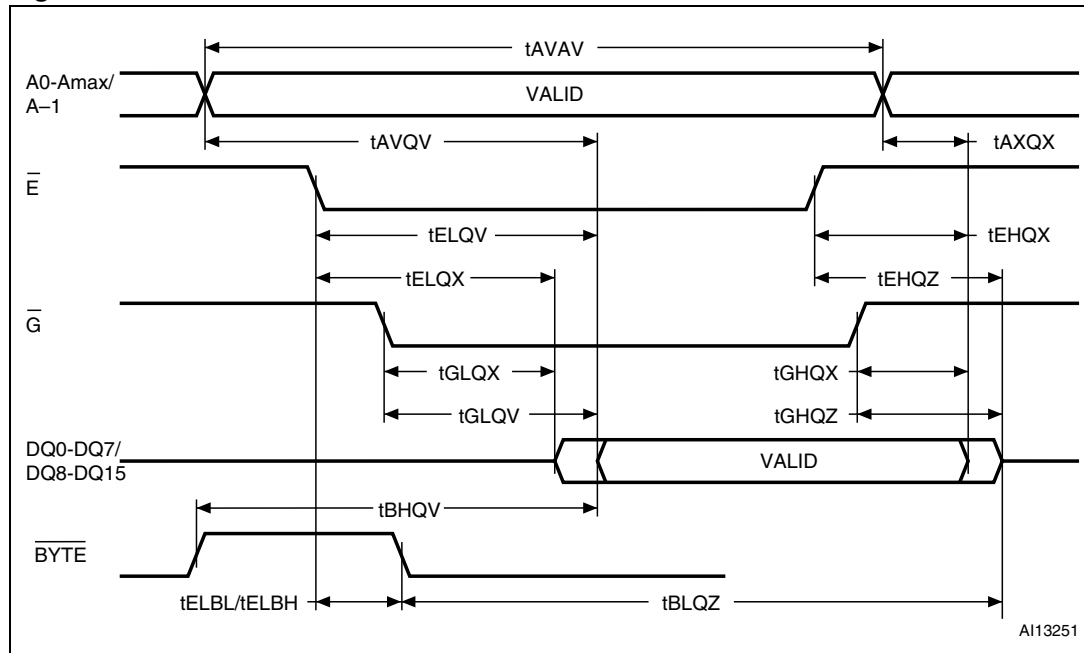 tAVAV
A0-Amax/
A–1
VALID
tAVQV
tAXQX
E
tELQV
tEHQX
tELQX
tEHQZ
G
tGLQX
tGHQX
tGLQV
tGHQZ
DQ0-DQ7/
DQ8-DQ15
VALID
tBHQV
BYTE
tELBL/tELBH
tBLQZ
AI13251